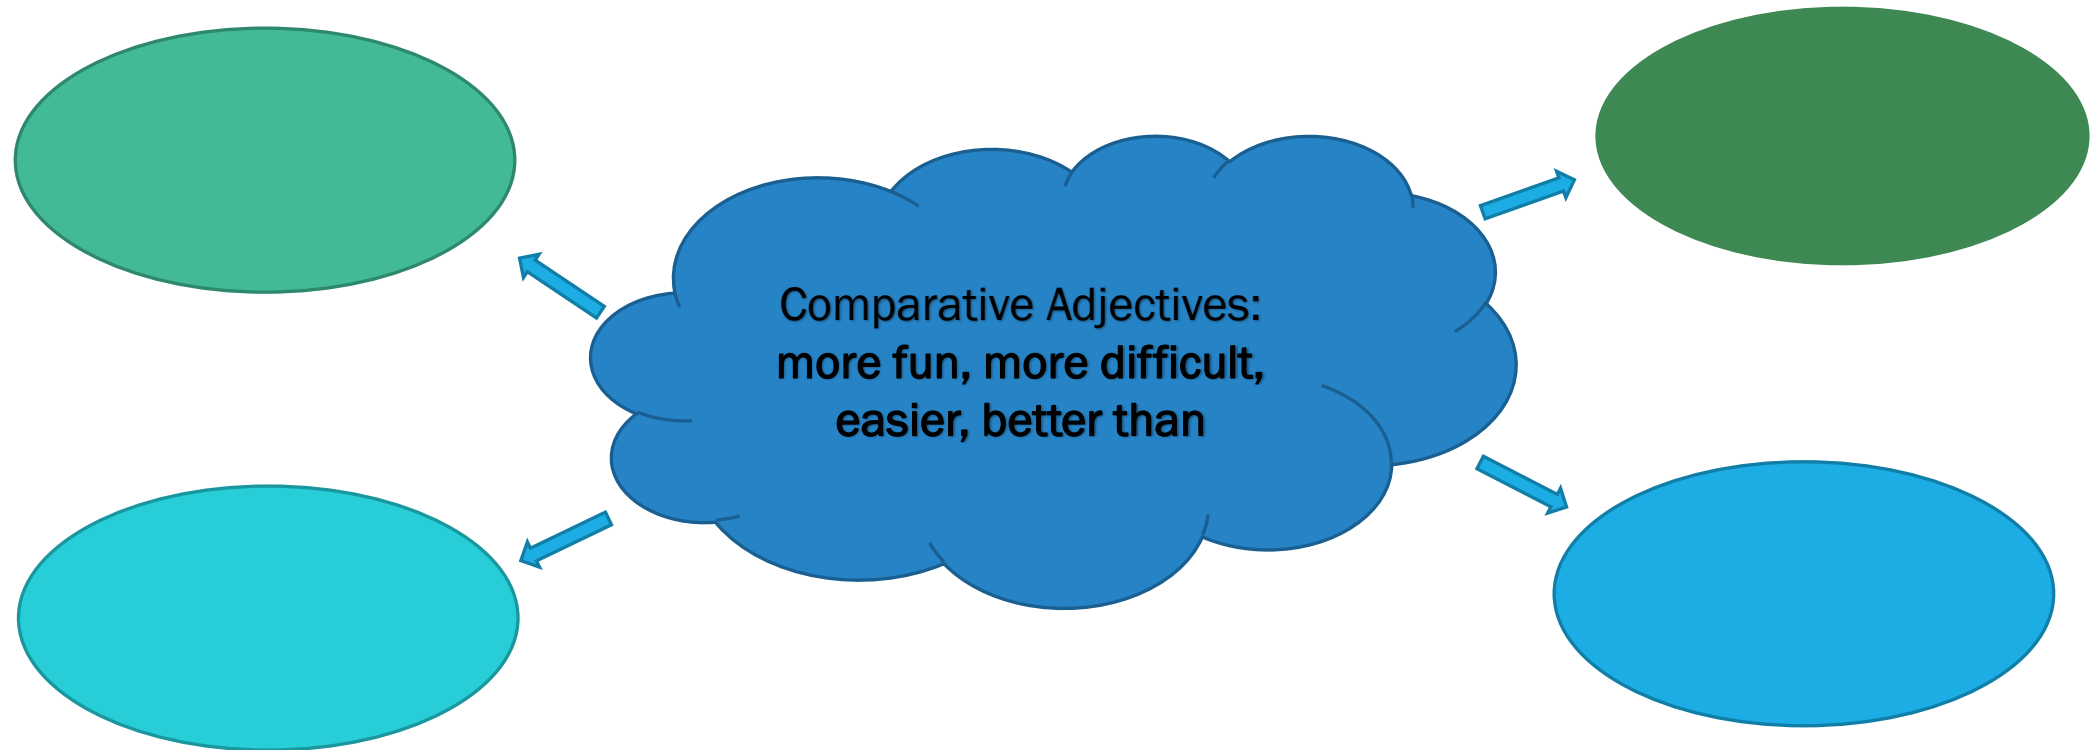 Comparative Adjectives:
more fun, more difficult,
easier, better than